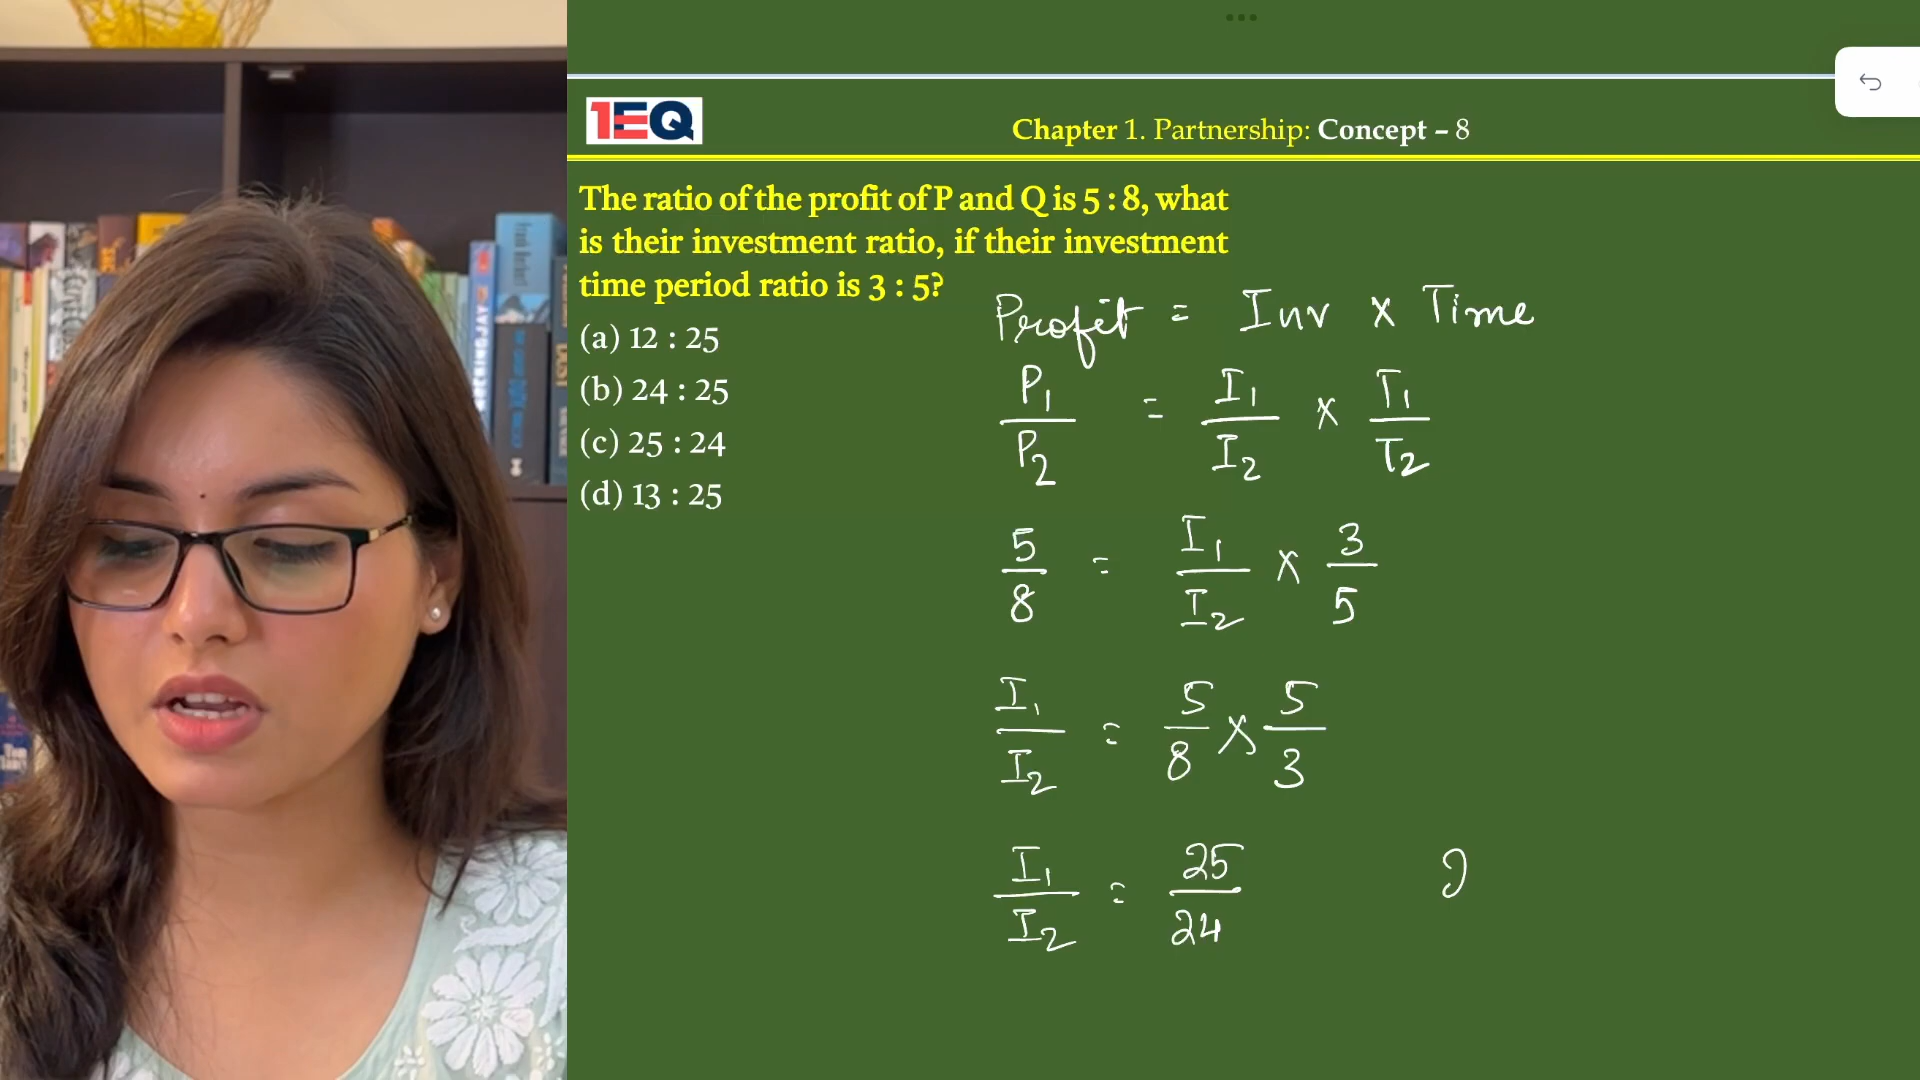 1EQ
Chapter 1. Partnership: Concept – 8
The ratio of the profit of P and Q is 5 : 8, what
is their investment ratio, if their investment
time period ratio is 3 : 5?
(a) 12 : 25
(b) 24 : 25
(c) 25 : 24
(d) 13 : 25
Profit = Inv x Time
P1/P2 = I1/I2 x T1/T2
5/8 = I1/I2 x 3/5
I1/I2 = 5/8 x 5/3
I1/I2 = 25/24